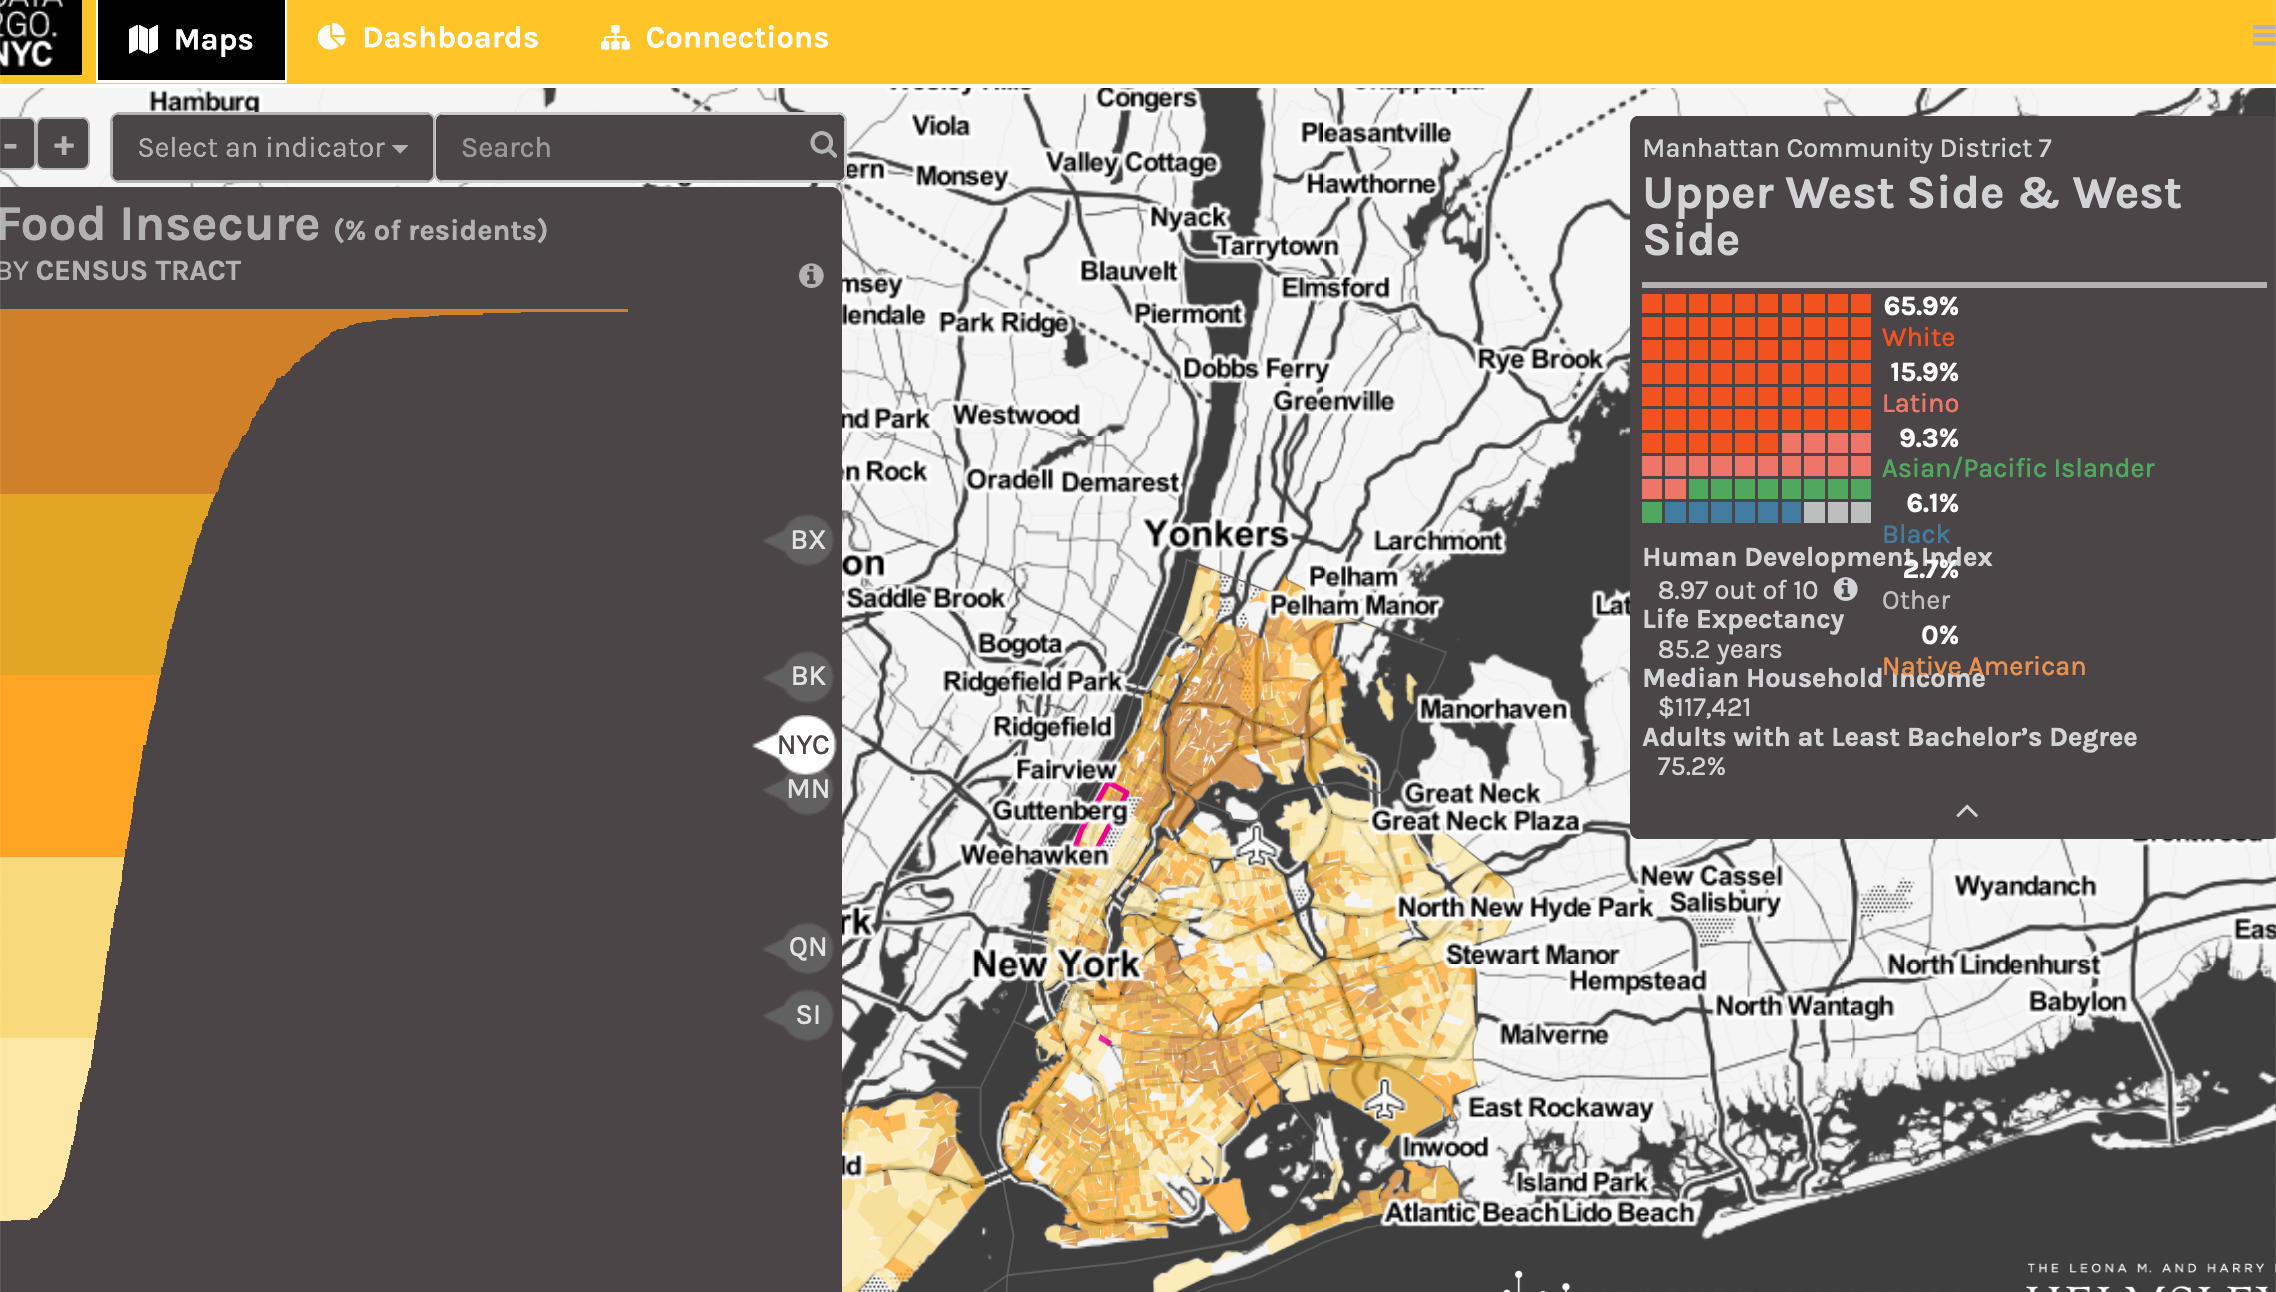 2GO.
NYC
Maps
Dashboards
Connections
- +
Select an indicator
Search
Food Insecure (% of residents)
BY CENSUS TRACT
BX
BK
NYC
MN
QN
SI
Hamburg
Congers
Viola
Pleasantville
Valley Cottage
Monsey
Hawthorne
Nyack
Tarrytown
Blauvelt
Elmsford
Piermont
Park Ridge
Rye Brook
Dobbs Ferry
Greenville
Westwood
Oradell
Demarest
Yonkers
Larchmont
Pelham
Saddle Brook
Pelham Manor
Bogota
Ridgefield Park
Ridgefield
Manorhaven
Fairview
Great Neck
Guttenberg
Great Neck Plaza
Weehawken
New Cassel
Salisbury
Wyandanch
North New Hyde Park
Stewart Manor
New York
North Lindenhurst
Hempstead
North Wantagh
Babylon
Malverne
East Rockaway
Inwood
Island Park
Atlantic Beach
Lido Beach
Manhattan Community District 7
Upper West Side & West
Side
65.9%
White
15.9%
Latino
9.3%
Asian/Pacific Islander
6.1%
Black
2.7%
Other
0%
Native American
Human Development Index
8.97 out of 10
Life Expectancy
85.2 years
Median Household Income
$117,421
Adults with at Least Bachelor's Degree
75.2%
THE LEONA M. AND HARRY